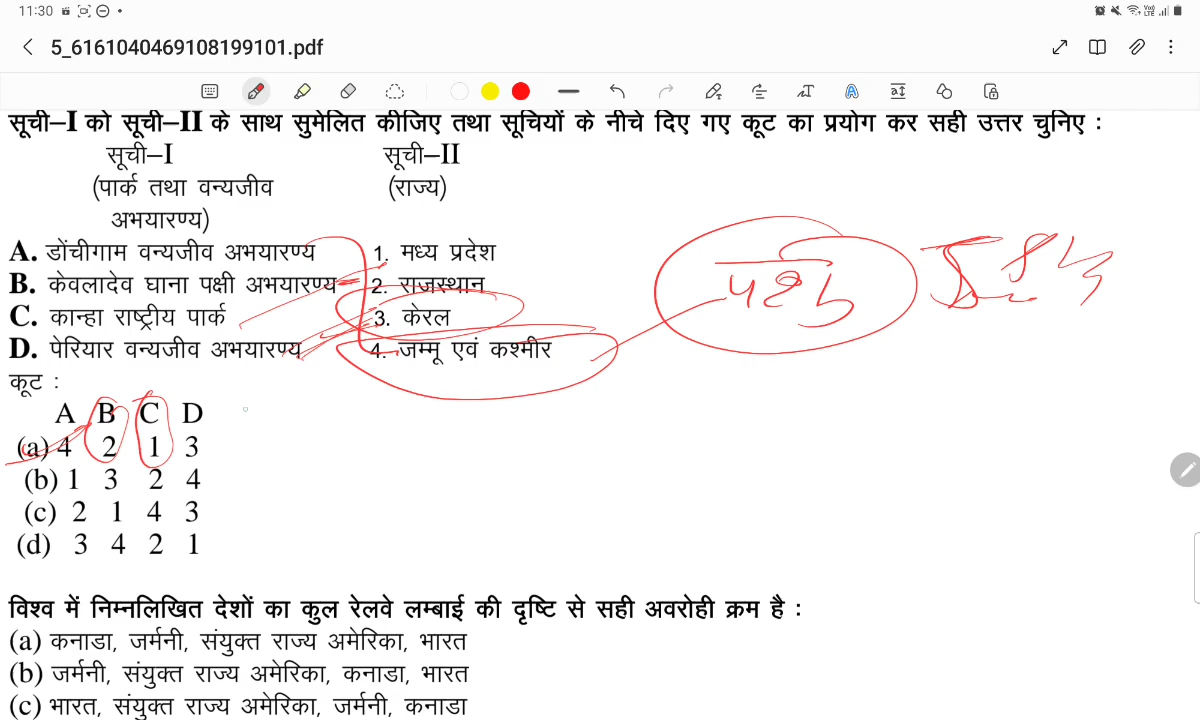 11:30
5_6161040469108199101.pdf
सूची–I को सूची–II के साथ सुमेलित कीजिए तथा सूचियों के नीचे दिए गए कूट का प्रयोग कर सही उत्तर चुनिए :
सूची–I सूची–II
(पार्क तथा वन्यजीव (राज्य)
अभयारण्य)
A. डोंचीगाम वन्यजीव अभयारण्य 1. मध्य प्रदेश
B. केवलादेव घाना पक्षी अभयारण्य 2. राजस्थान
C. कान्हा राष्ट्रीय पार्क 3. केरल
D. पेरियार वन्यजीव अभयारण्य 4. जम्मू एवं कश्मीर
कूट :
A B C D
(a) 4 2 1 3
(b) 1 3 2 4
(c) 2 1 4 3
(d) 3 4 2 1
विश्व में निम्नलिखित देशों का कुल रेलवे लम्बाई की दृष्टि से सही अवरोही क्रम है :
(a) कनाडा, जर्मनी, संयुक्त राज्य अमेरिका, भारत
(b) जर्मनी, संयुक्त राज्य अमेरिका, कनाडा, भारत
(c) भारत, संयुक्त राज्य अमेरिका, जर्मनी, कनाडा